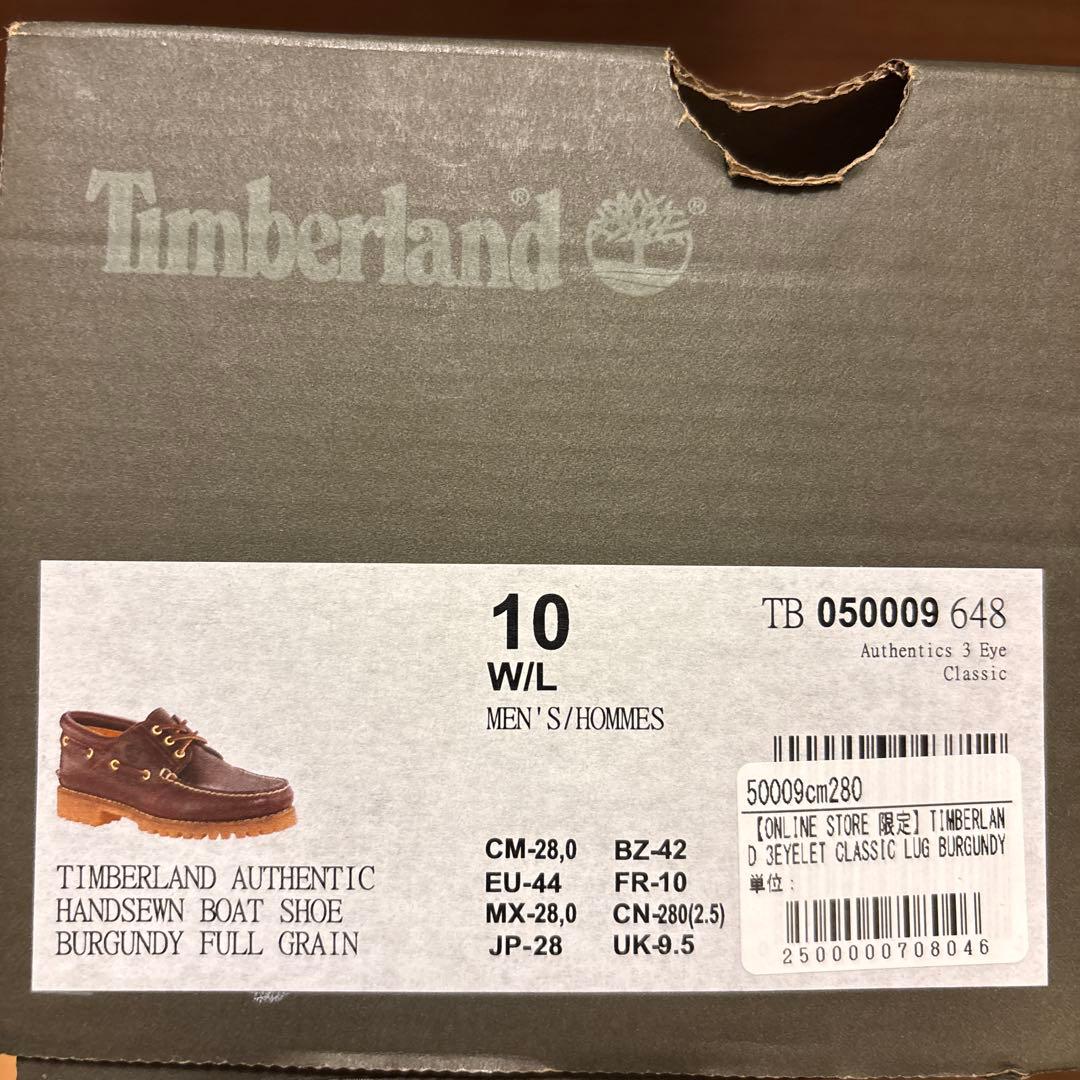 Timberland® ®
10
W/L
MEN'S/HOMMES
TB 050009 648
Authentics 3 Eye
Classic
TIMBERLAND AUTHENTIC
HANDSEWN BOAT SHOE
BURGUNDY FULL GRAIN
CM-28,0 BZ-42
EU-44 FR-10
MX-28,0 CN-280(2.5)
JP-28 UK-9.5
50009cm280
【ONLINE STORE 限定】TIMBERLAN
D 3EYELET CLASSIC LUG BURGUNDY
単位:
2500000708046